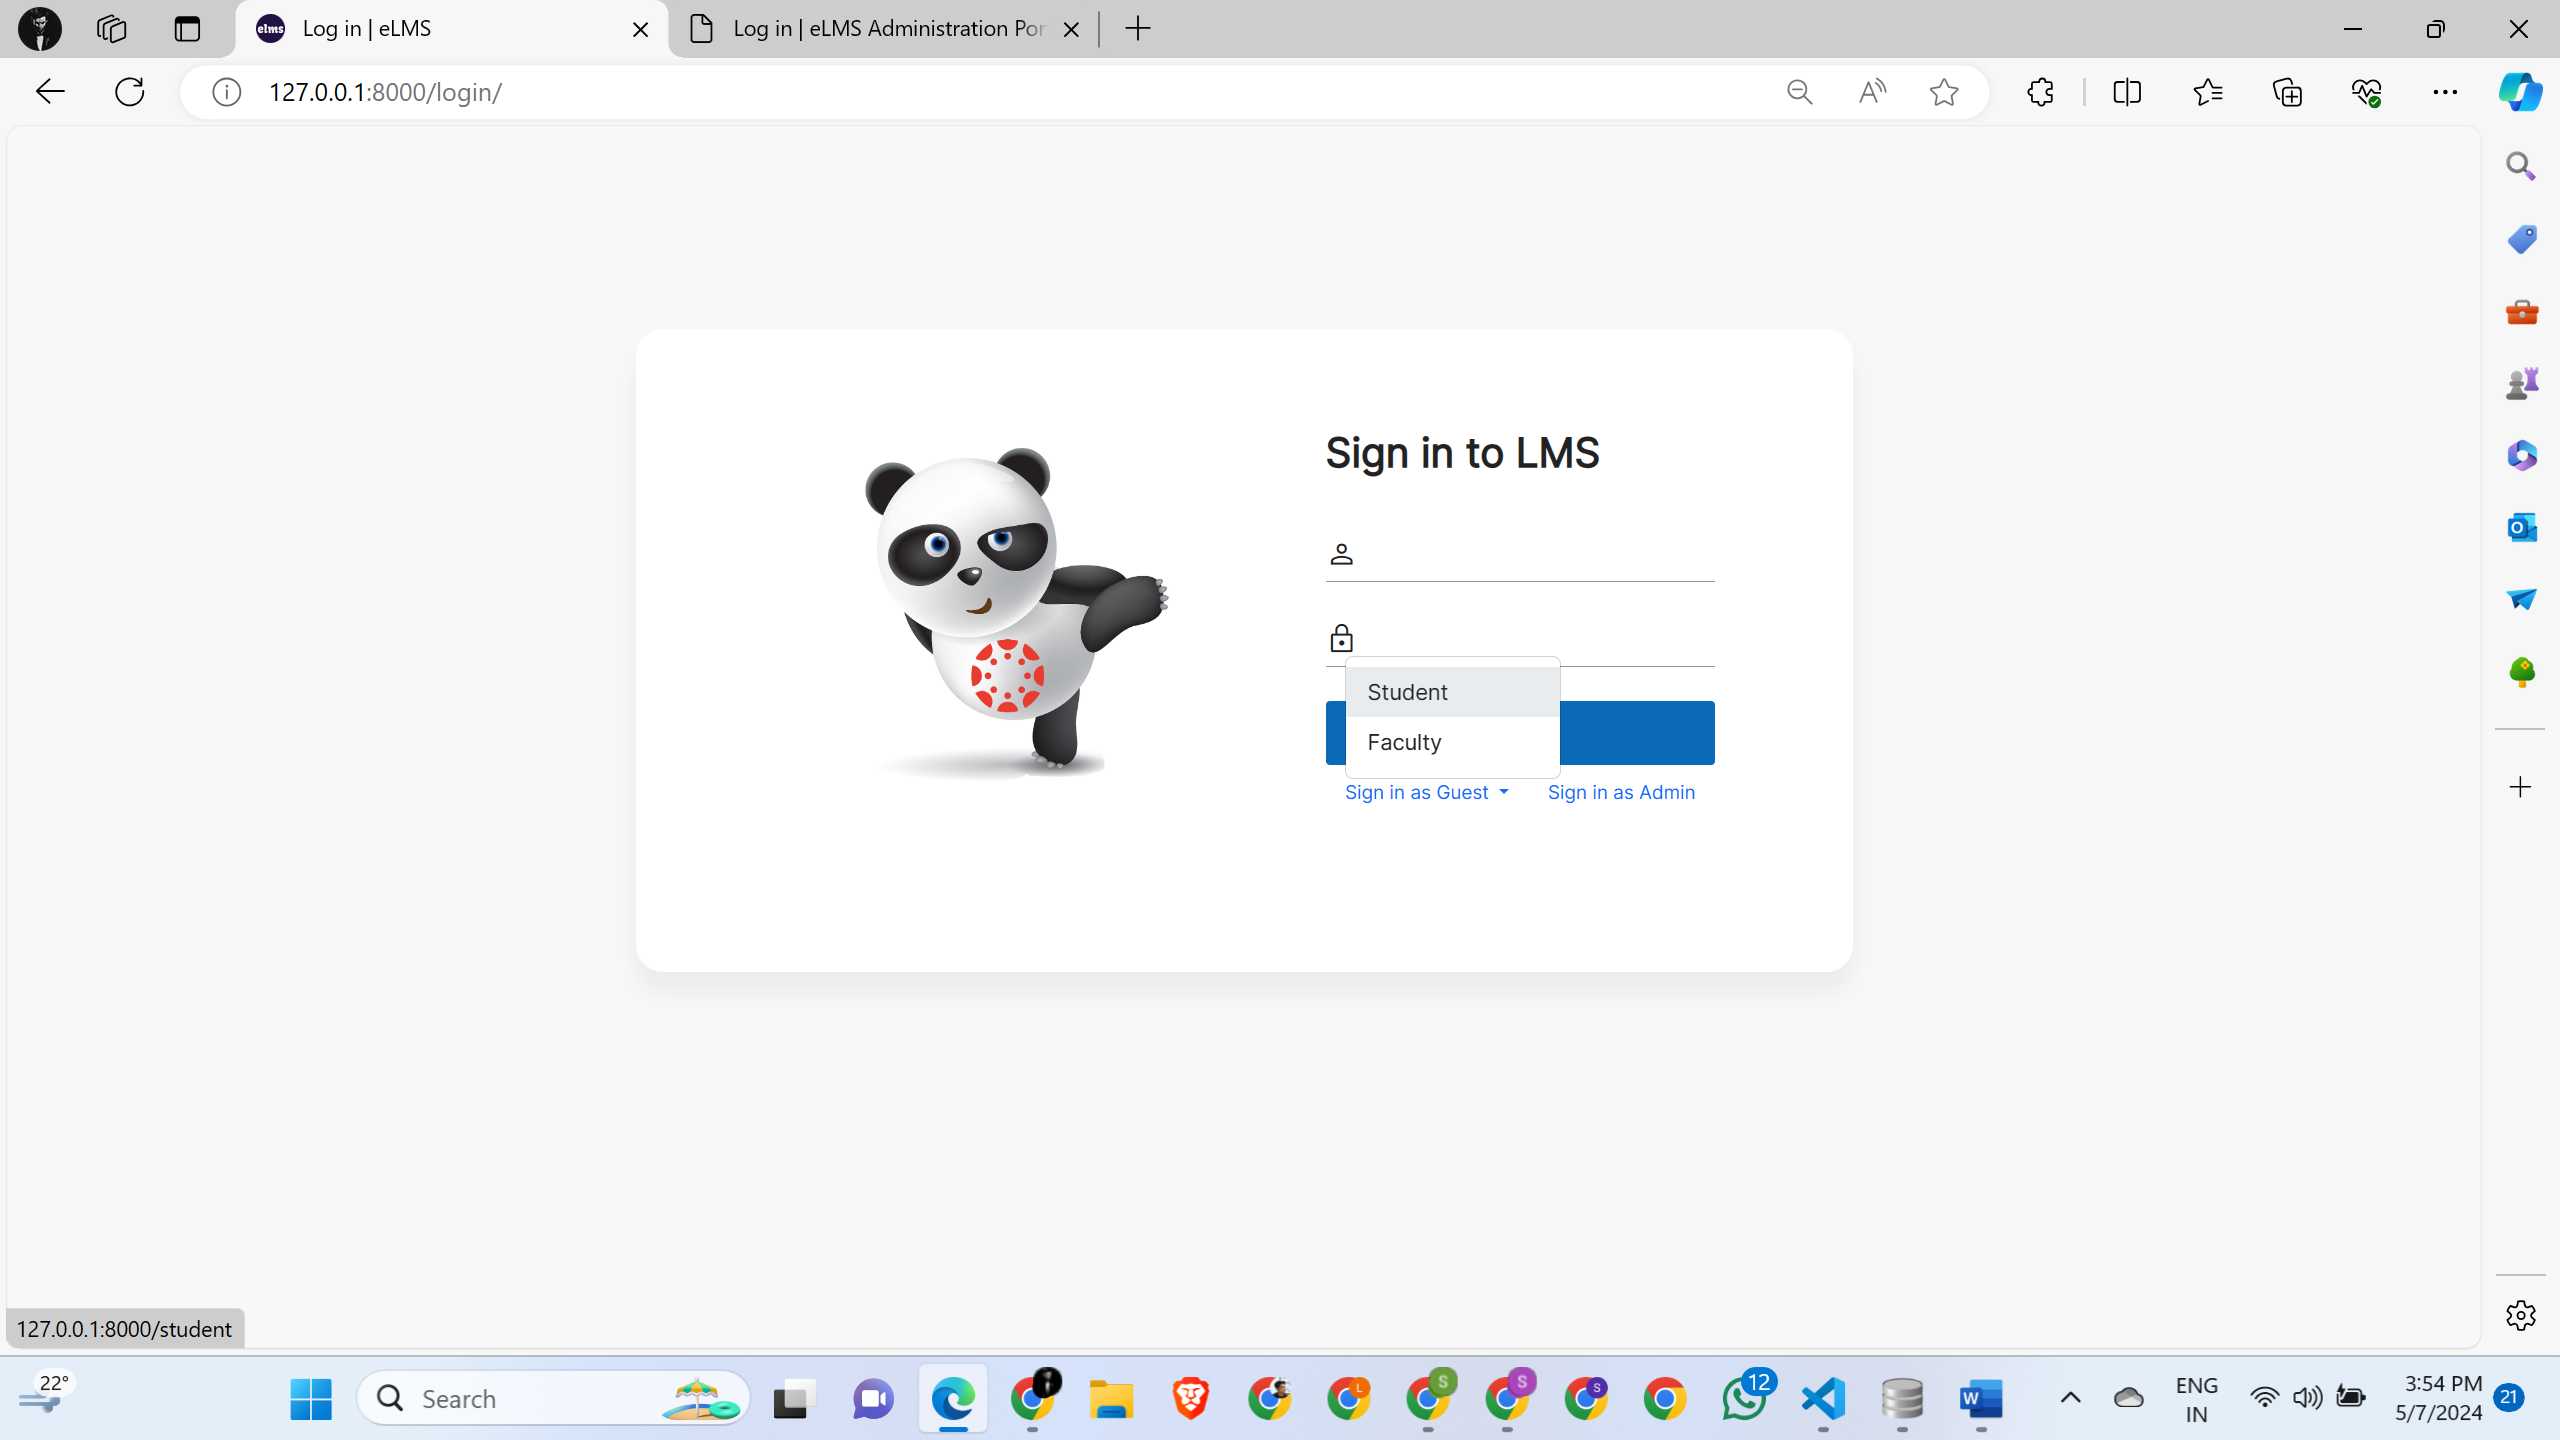 elms Log in | eLMS
Log in | eLMS Administration Por
127.0.0.1:8000/login/
Sign in to LMS
Student
Faculty
Sign in as Guest
Sign in as Admin
127.0.0.1:8000/student
22°
Search
L
S
S
S
12
W
ENG
IN
3:54 PM
5/7/2024
21